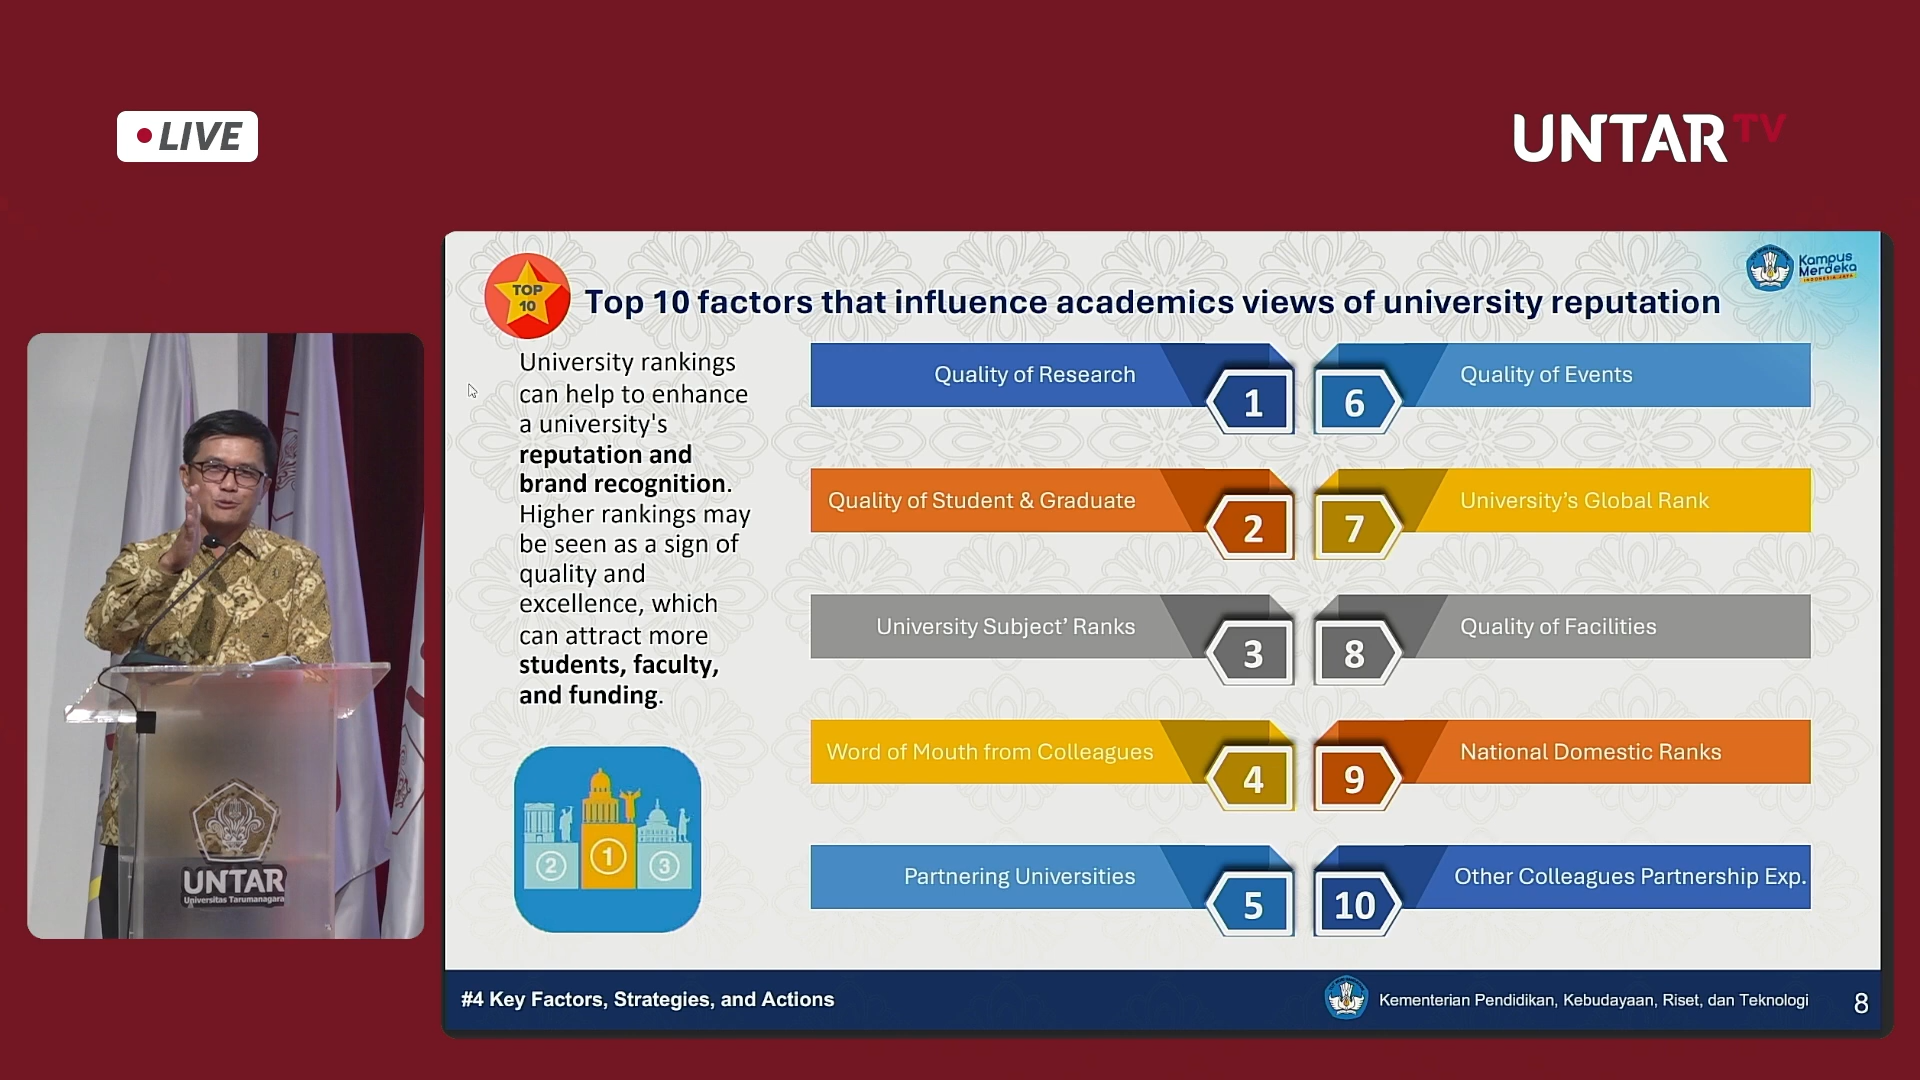 LIVE
UNTAR TV
TOP
10
Top 10 factors that influence academics views of university reputation
Kampus
Merdeka
INDONESIA JAYA
University rankings
can help to enhance
a university's
reputation and
brand recognition.
Higher rankings may
be seen as a sign of
quality and
excellence, which
can attract more
students, faculty,
and funding.
2
1
3
Quality of Research
1
Quality of Student & Graduate
2
University Subject’ Ranks
3
Word of Mouth from Colleagues
4
Partnering Universities
5
6
Quality of Events
7
University’s Global Rank
8
Quality of Facilities
9
National Domestic Ranks
10
Other Colleagues Partnership Exp.
UNTAR
Universitas Tarumanagara
#4 Key Factors, Strategies, and Actions
Kementerian Pendidikan, Kebudayaan, Riset, dan Teknologi
8